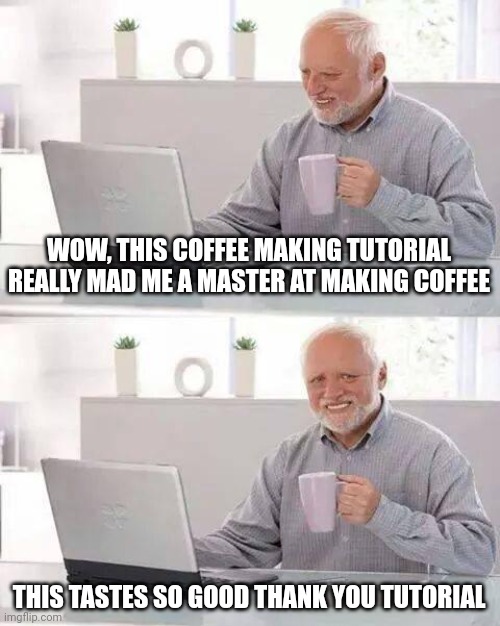 WOW, THIS COFFEE MAKING TUTORIAL
REALLY MAD ME A MASTER AT MAKING COFFEE
THIS TASTES SO GOOD THANK YOU TUTORIAL
imgflip.com